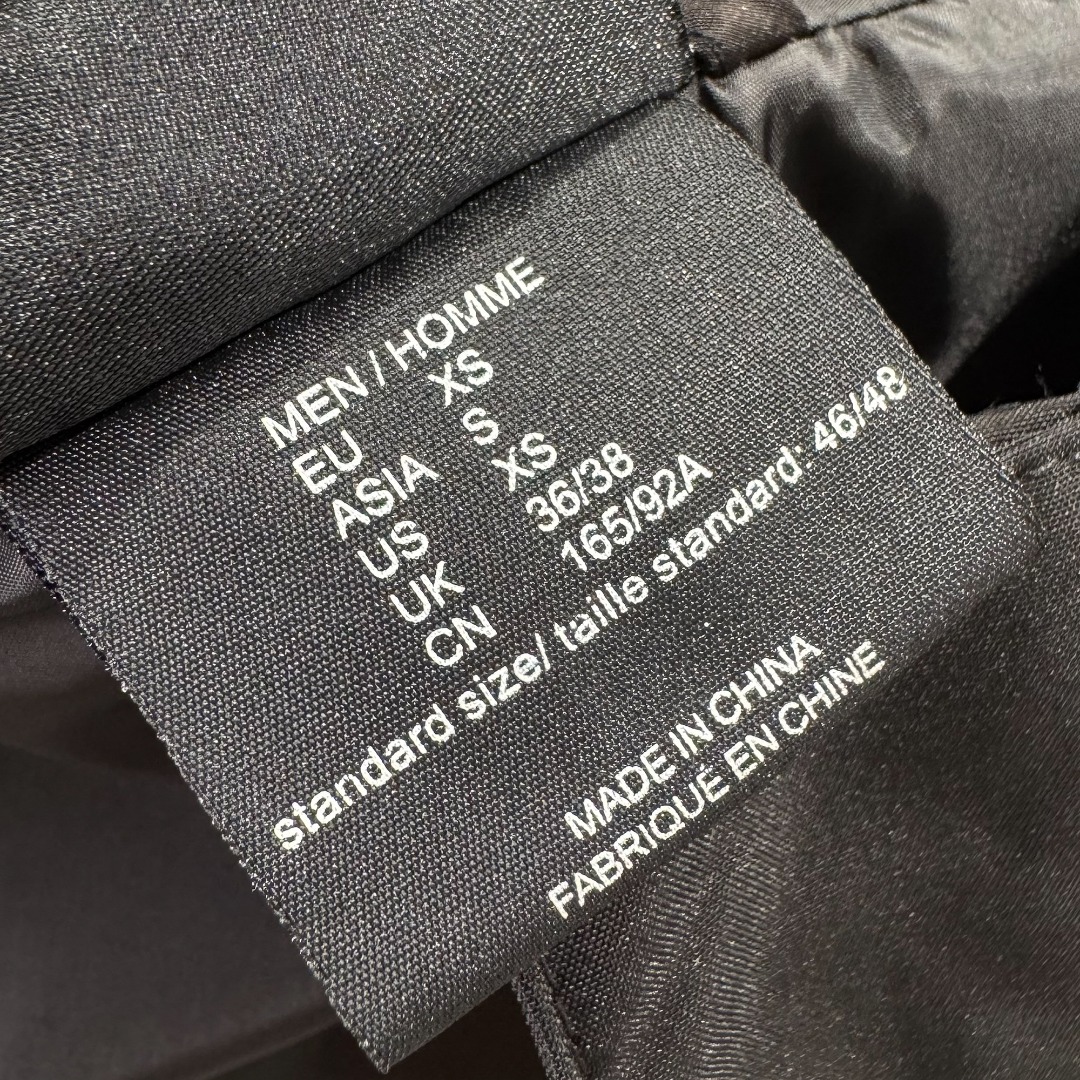 MEN / HOMME
EU XS
ASIA S
US XS
UK 36/38
CN 165/92A
standard size/ taille standard: 46/48
MADE IN CHINA
FABRIQUÉ EN CHINE